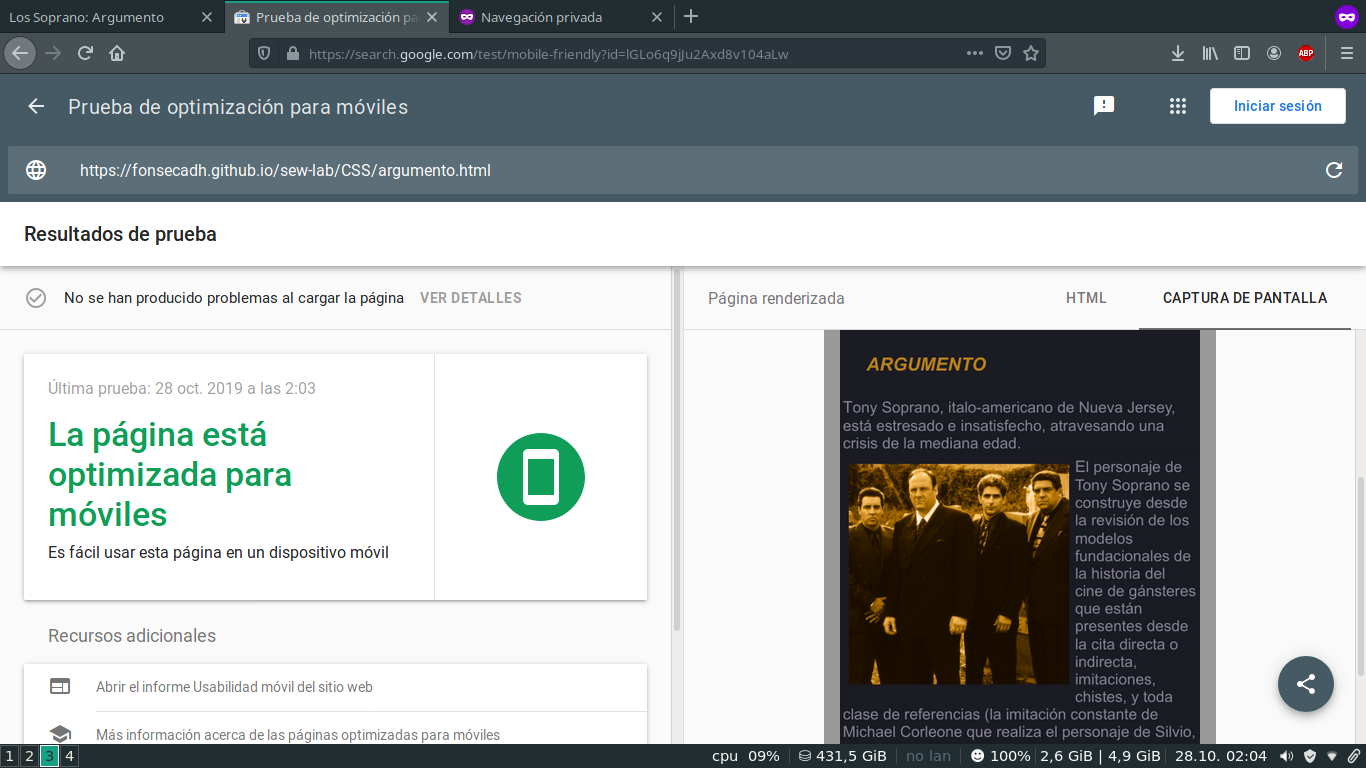 Los Soprano: Argumento
Prueba de optimización pa
Navegación privada
https://search.google.com/test/mobile-friendly?id=lGLo6q9jJu2Axd8v104aLw
ABP
Prueba de optimización para móviles
Iniciar sesión
https://fonsecadh.github.io/sew-lab/CSS/argumento.html
Resultados de prueba
No se han producido problemas al cargar la página VER DETALLES
Última prueba: 28 oct. 2019 a las 2:03
La página está
optimizada para
móviles
Es fácil usar esta página en un dispositivo móvil
Recursos adicionales
Abrir el informe Usabilidad móvil del sitio web
Más información acerca de las páginas optimizadas para móviles
Página renderizada
HTML
CAPTURA DE PANTALLA
ARGUMENTO
Tony Soprano, italo-americano de Nueva Jersey,
está estresado e insatisfecho, atravesando una
crisis de la mediana edad.
El personaje de
Tony Soprano se
construye desde
la revisión de los
modelos
fundacionales de
la historia del
cine de gánsteres
que están
presentes desde
la cita directa o
indirecta,
imitaciones,
chistes, y toda
clase de referencias (la imitación constante de
Michael Corleone que realiza el personaje de Silvio,
1 2 3 4
cpu 09% 431,5 GiB no lan 100% 2,6 GiB | 4,9 GiB 28.10. 02:04